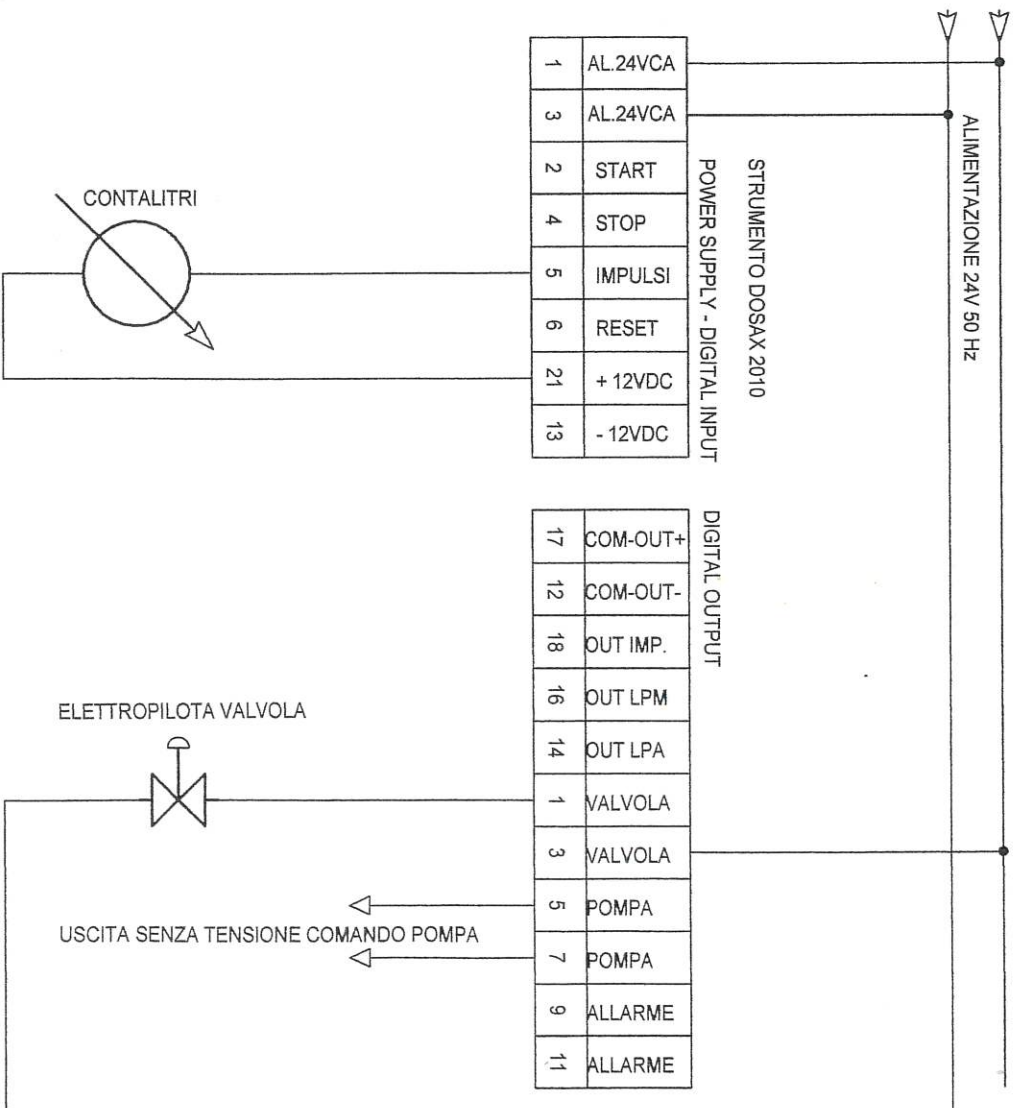 1 AL.24VCA
3 AL.24VCA
2 START
4 STOP
5 IMPULSI
6 RESET
21 + 12VDC
13 - 12VDC
POWER SUPPLY - DIGITAL INPUT
STRUMENTO DOSAX 2010
ALIMENTAZIONE 24V 50 Hz
CONTALITRI
17 COM-OUT+
12 COM-OUT-
18 OUT IMP.
16 OUT LPM
14 OUT LPA
1 VALVOLA
3 VALVOLA
5 POMPA
7 POMPA
9 ALLARME
11 ALLARME
DIGITAL OUTPUT
ELETTROPILOTA VALVOLA
USCITA SENZA TENSIONE COMANDO POMPA